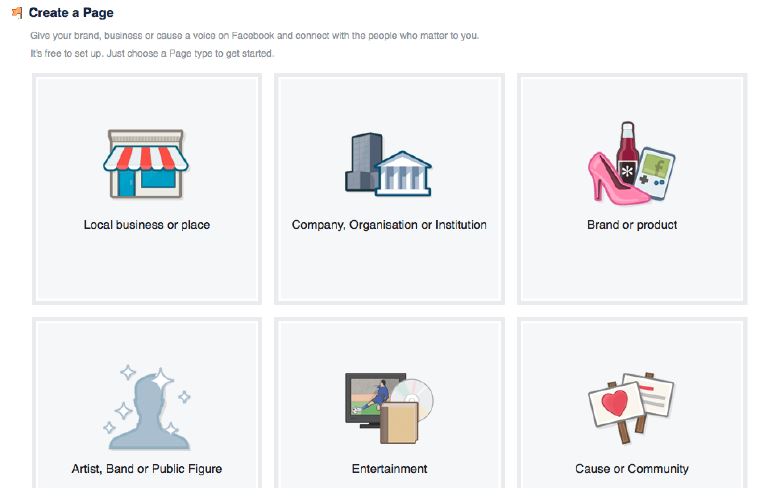 Create a Page
Give your brand, business or cause a voice on Facebook and connect with the people who matter to you.
It's free to set up. Just choose a Page type to get started.
Local business or place
Company, Organisation or Institution
Brand or product
Artist, Band or Public Figure
Entertainment
Cause or Community